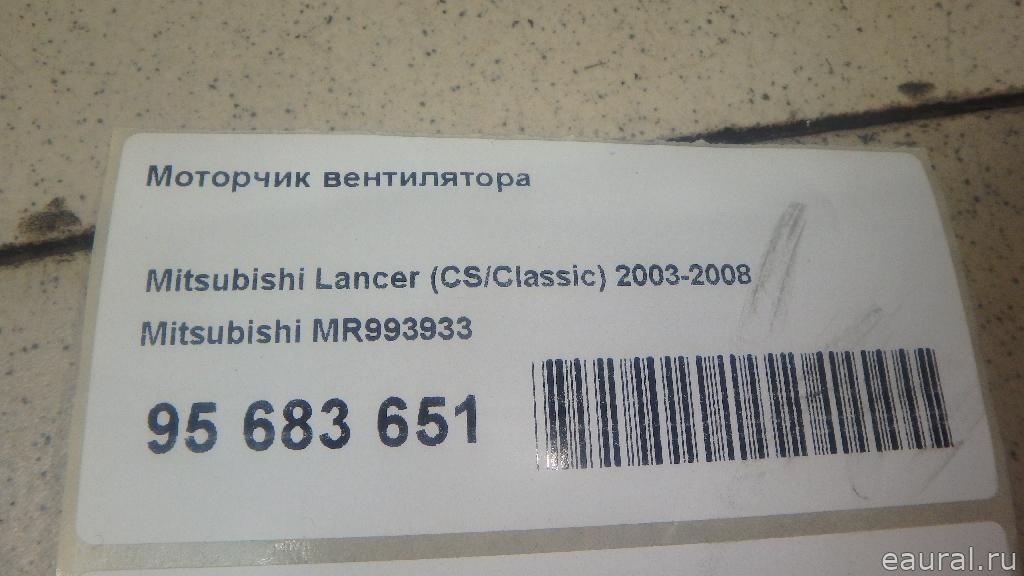 Моторчик вентилятора
Mitsubishi Lancer (CS/Classic) 2003-2008
Mitsubishi MR993933
95 683 651
eaural.ru